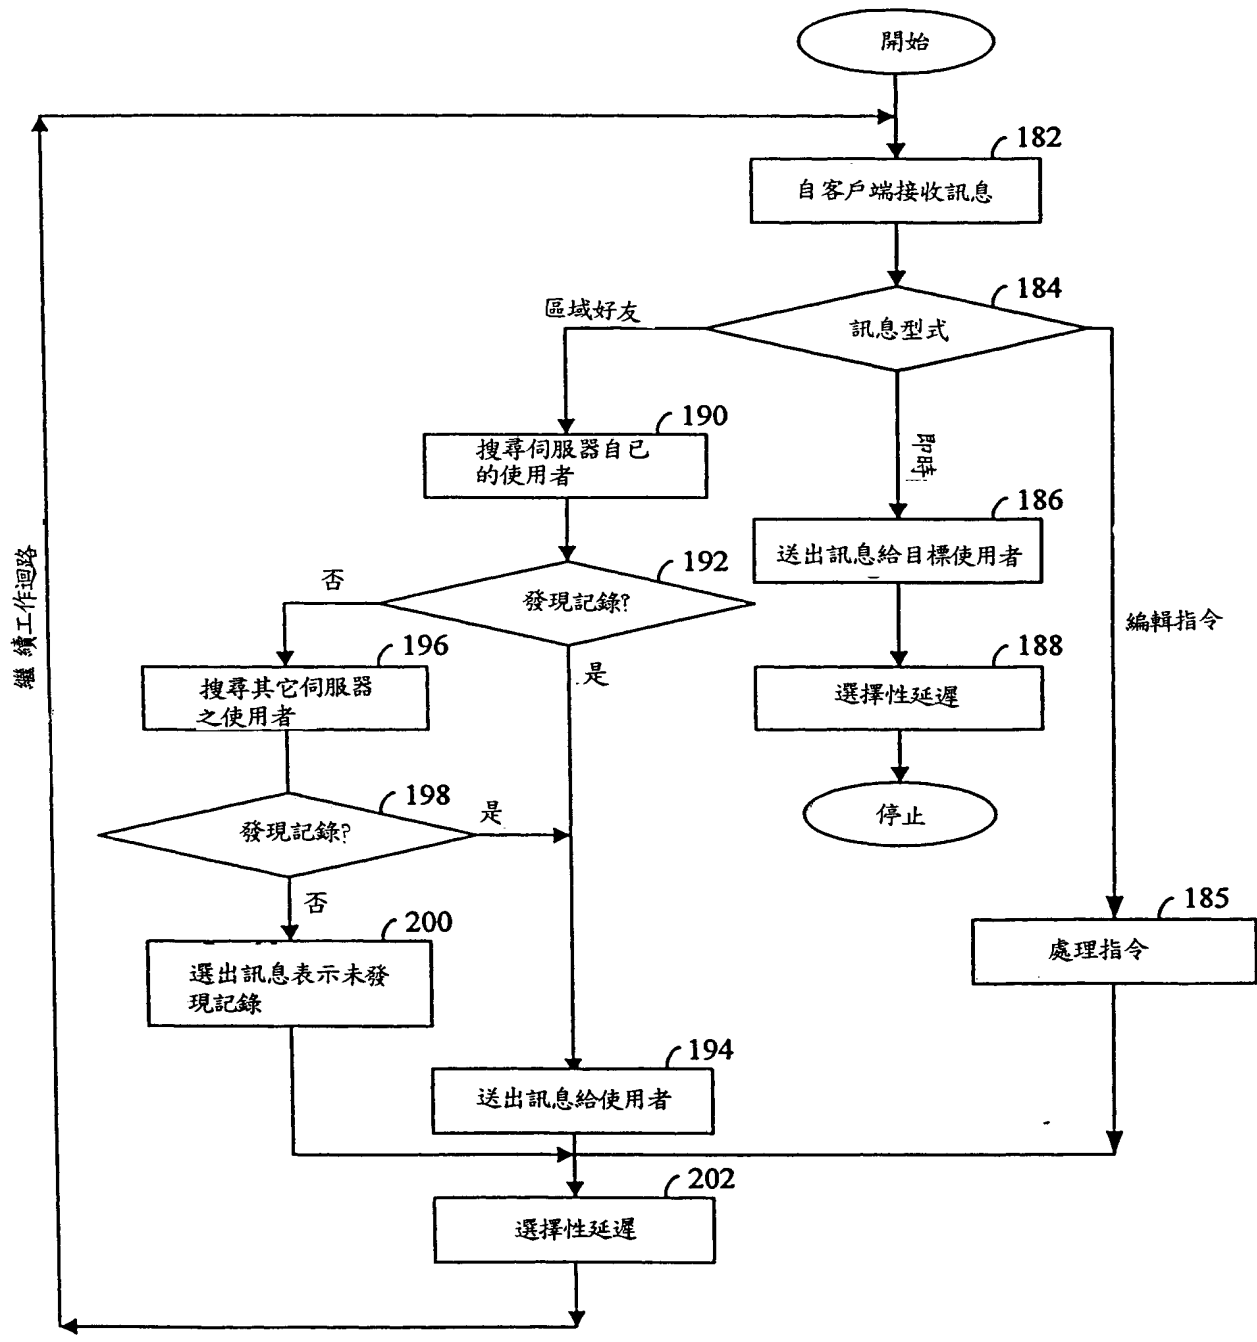 開始
182
自客戶端接收訊息
184
區域好友
訊息型式
190
搜尋伺服器自已
的使用者
即時
186
送出訊息給目標使用者
192
否
發現記錄?
編輯指令
繼續工作迴路
196
搜尋其它伺服器
之使用者
是
188
選擇性延遲
198
發現記錄?
是
停止
否
200
選出訊息表示未發
現記錄
185
處理指令
194
送出訊息給使用者
202
選擇性延遲